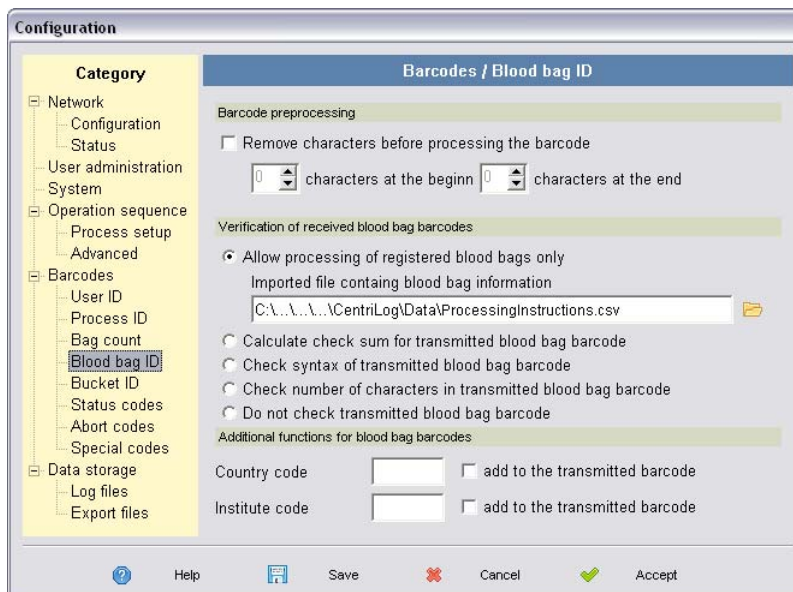 Configuration
Category
Network
Configuration
Status
User administration
System
Operation sequence
Process setup
Advanced
Barcodes
User ID
Process ID
Bag count
Blood bag ID
Bucket ID
Status codes
Abort codes
Special codes
Data storage
Log files
Export files
Barcodes / Blood bag ID
Barcode preprocessing
Remove characters before processing the barcode
0 characters at the beginn 0 characters at the end
Verification of received blood bag barcodes
Allow processing of registered blood bags only
Imported file containg blood bag information
C:\...\...\...\CentriLog\Data\ProcessingInstructions.csv
Calculate check sum for transmitted blood bag barcode
Check syntax of transmitted blood bag barcode
Check number of characters in transmitted blood bag barcode
Do not check transmitted blood bag barcode
Additional functions for blood bag barcodes
Country code add to the transmitted barcode
Institute code add to the transmitted barcode
Help Save Cancel Accept